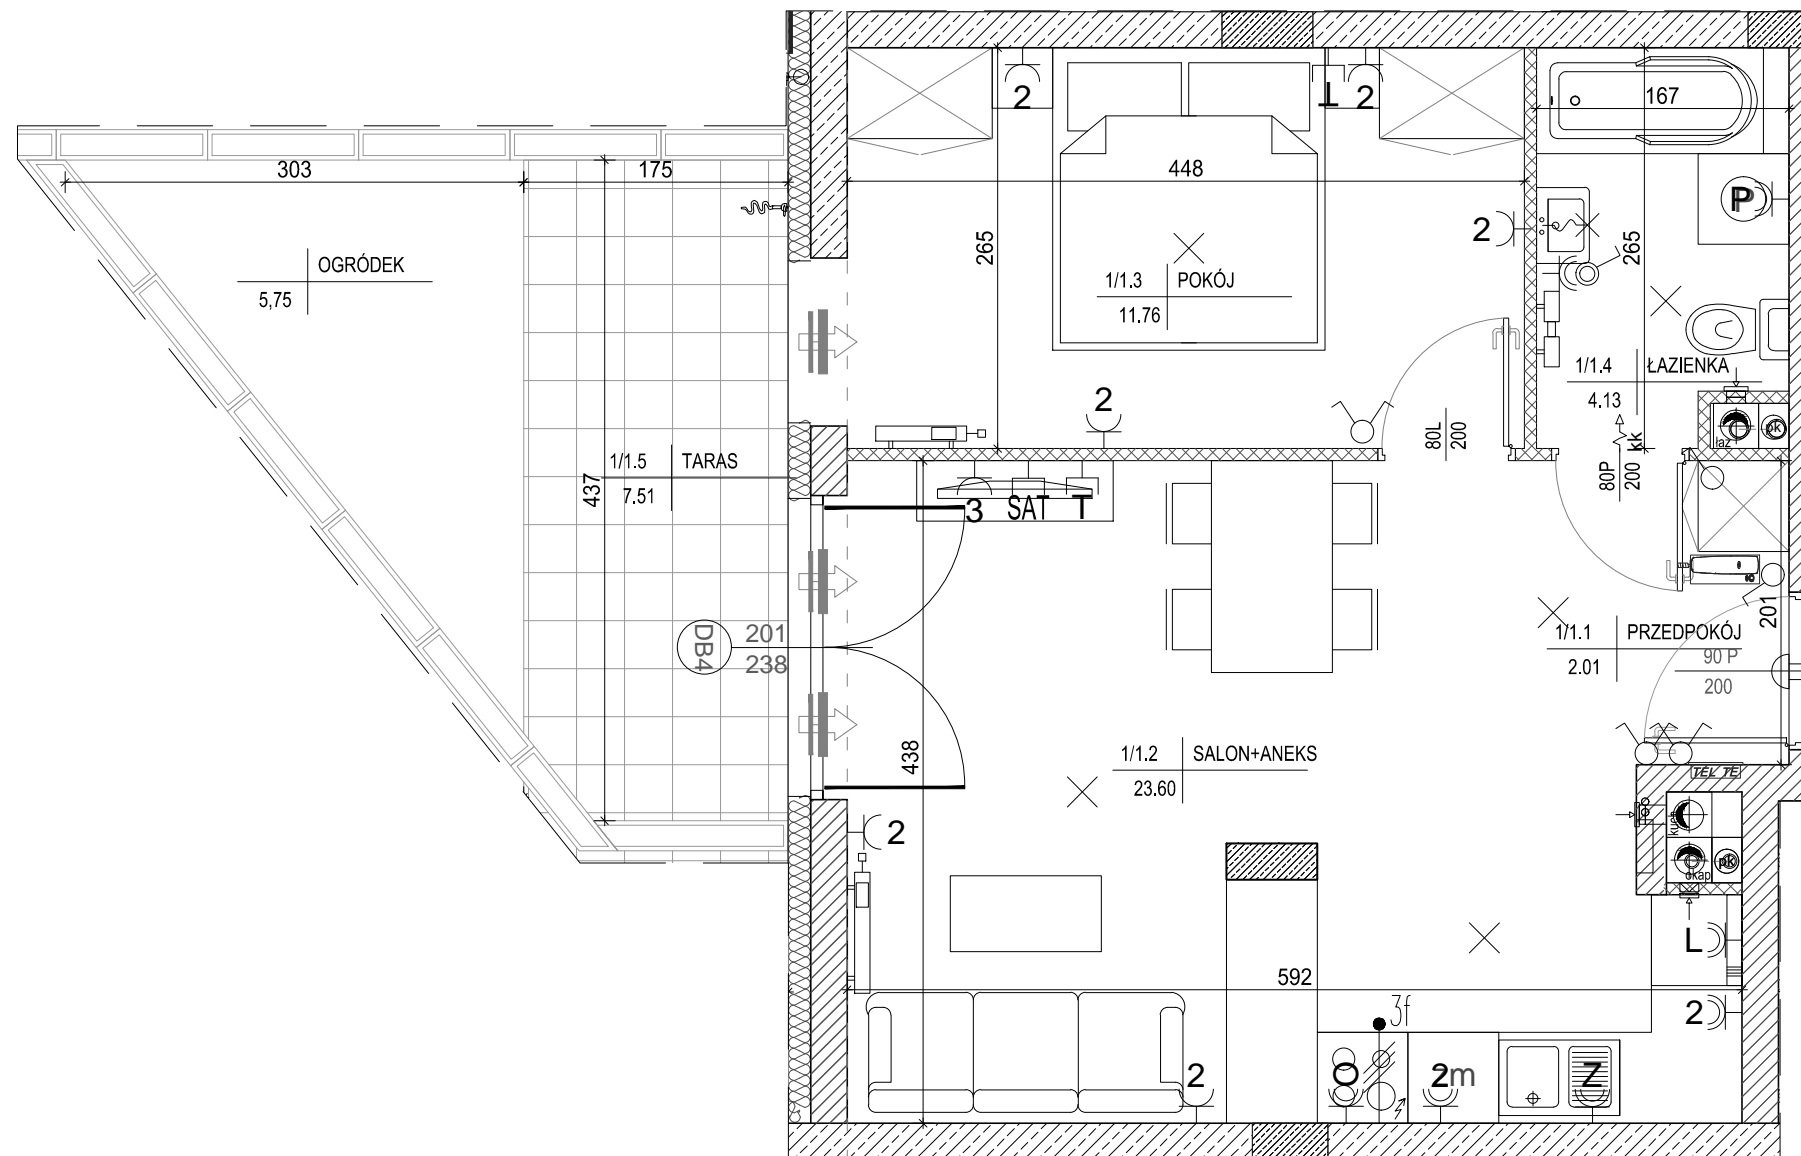 2
T
2
167
303
175
448
P
265
2
265
OGRÓDEK
5,75
1/1.3
POKÓJ
11.76
1/1.4
ŁAZIENKA
4.13
2
80L
200
łaz
pk
kk
80P
200
1/1.5
TARAS
7.51
437
3
SAT
T
201
DB4
201
238
1/1.1
PRZEDPOKÓJ
2.01
90 P
200
438
1/1.2
SALON+ANEKS
23.60
TEL TE
2
kuch
pk
okap
L
592
2
3f
2
O
2m
Z